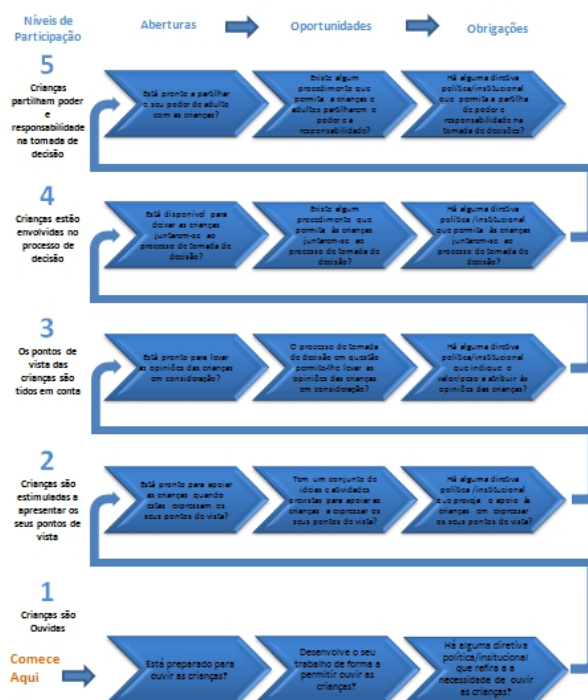 Níveis de
Participação
Aberturas
Oportunidades
Obrigações
5
Crianças
partilham poder
e
responsabilidade
na tomada de
decisão
Está pronto a partilhar
o seu poder de adulto
com as crianças?
Existe algum
procedimento que
permita a crianças e
adultos partilharem o
poder e a
responsabilidade?
Há alguma diretiva
política/institucional
que permita a partilha
de poder e
responsabilidade na
tomada de decisões?
4
Crianças estão
envolvidas no
processo de
decisão
Está disponível para
deixar as crianças
juntarem-se ao
processo de tomada de
decisão?
Existe algum
procedimento que
permita às crianças
juntarem-se ao
processo de tomada de
decisão?
Há alguma diretiva
política /institucional
que permita às crianças
juntarem-se ao
processo de tomada de
decisão?
3
Os pontos de
vista das
crianças são
tidos em conta
Está pronto para levar
as opiniões das crianças
em consideração?
O processo de tomada
de decisão em questão
permite-lhe levar as
opiniões das crianças
em consideração?
Há alguma diretiva
política/institucional
que indique o
valor/peso a atribuir às
opiniões das crianças?
2
Crianças são
estimuladas a
apresentar os
seus pontos de
vista
Está pronto para apoiar
as crianças quando
estas expressam os
seus pontos de vista?
Tem um conjunto de
ideias e atividades
previstas para apoiar as
crianças a expressar os
seus pontos de vista?
Há alguma diretiva
política /institucional
que preveja o apoio às
crianças em expressar
os seus pontos de vista?
1
Crianças são
Ouvidas
Comece
Aqui
Está preparado para
ouvir as crianças?
Desenvolve o seu
trabalho de forma a
permitir ouvir as
crianças?
Há alguma diretiva
política/insitucional
que refira a a
necessidade de ouvir
as crianças?